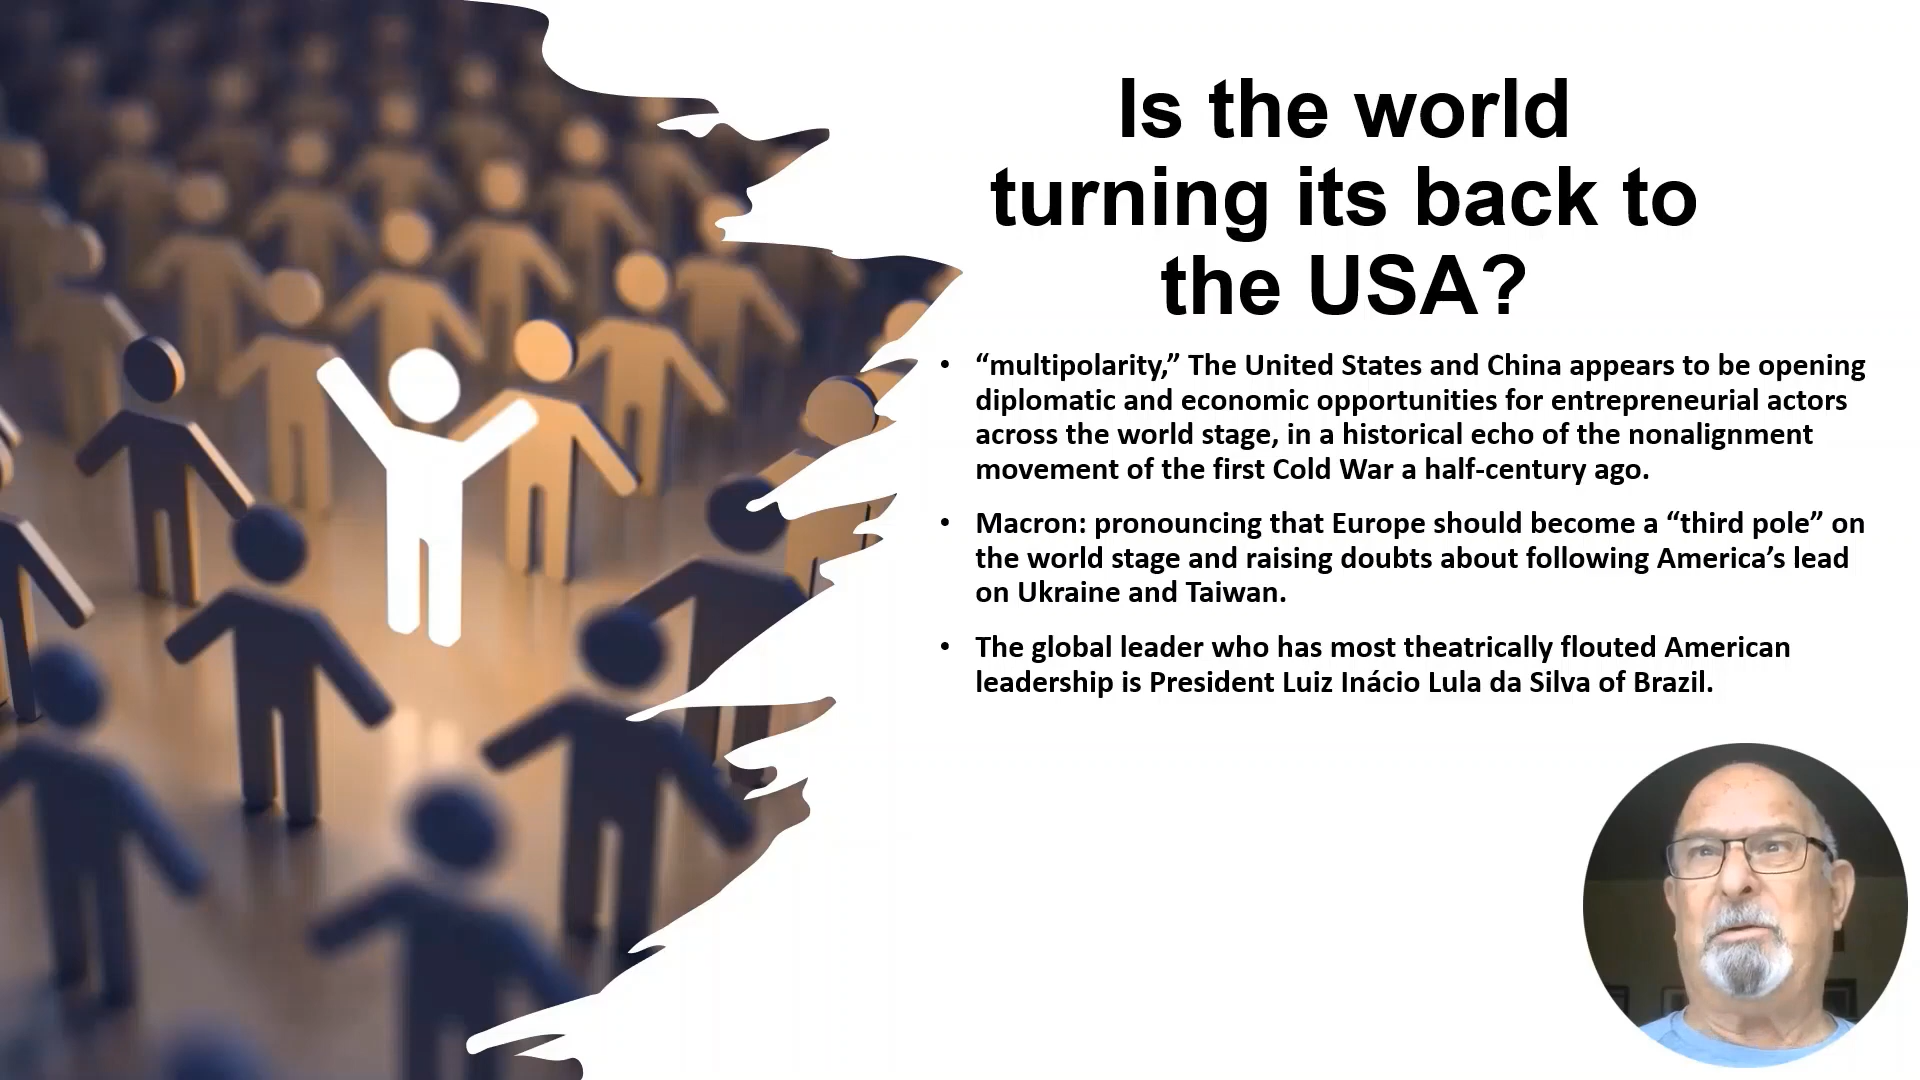 Is the world
turning its back to
the USA?
• “multipolarity,” The United States and China appears to be opening
diplomatic and economic opportunities for entrepreneurial actors
across the world stage, in a historical echo of the nonalignment
movement of the first Cold War a half-century ago.
• Macron: pronouncing that Europe should become a “third pole” on
the world stage and raising doubts about following America’s lead
on Ukraine and Taiwan.
• The global leader who has most theatrically flouted American
leadership is President Luiz Inácio Lula da Silva of Brazil.